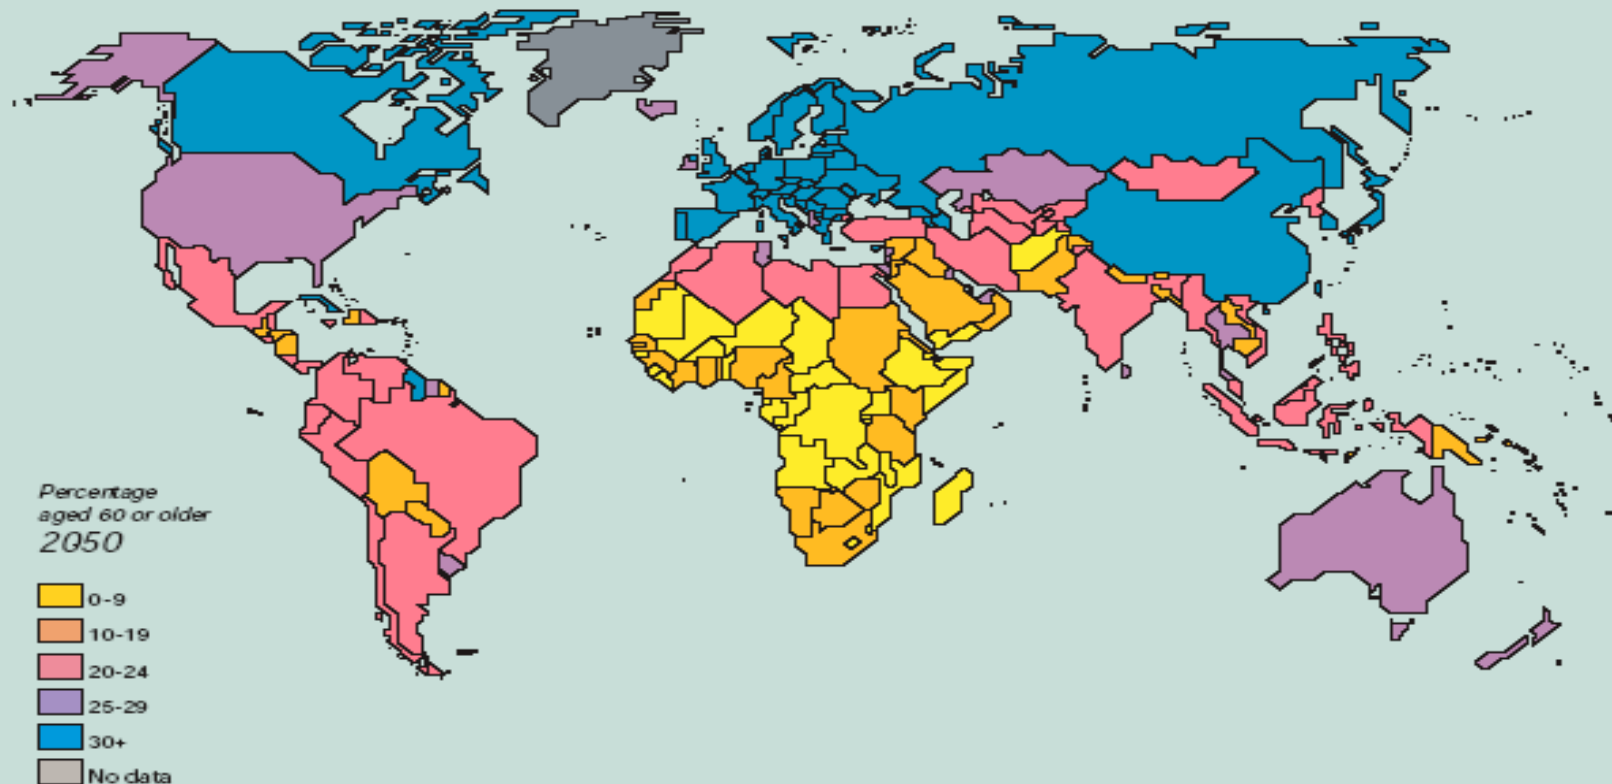 Percentage
aged 60 or older
2050
0-9
10-19
20-24
25-29
30+
No data